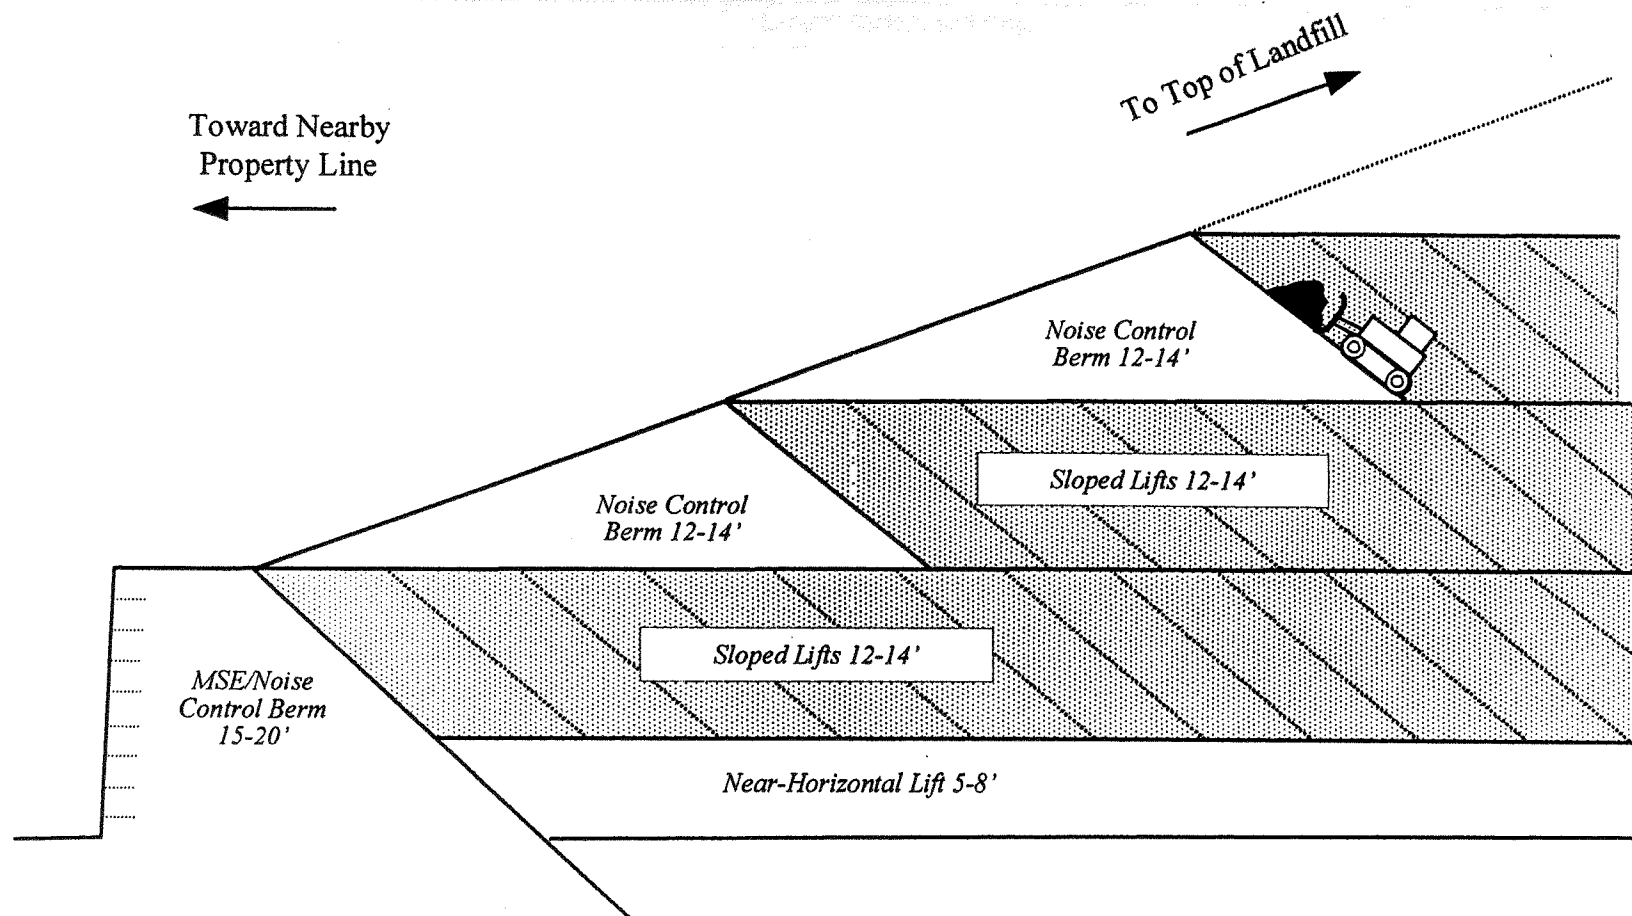 To Top of Landfill
Toward Nearby
Property Line
Noise Control
Berm 12-14'
Sloped Lifts 12-14'
Noise Control
Berm 12-14'
Sloped Lifts 12-14'
MSE/Noise
Control Berm
15-20'
Near-Horizontal Lift 5-8'